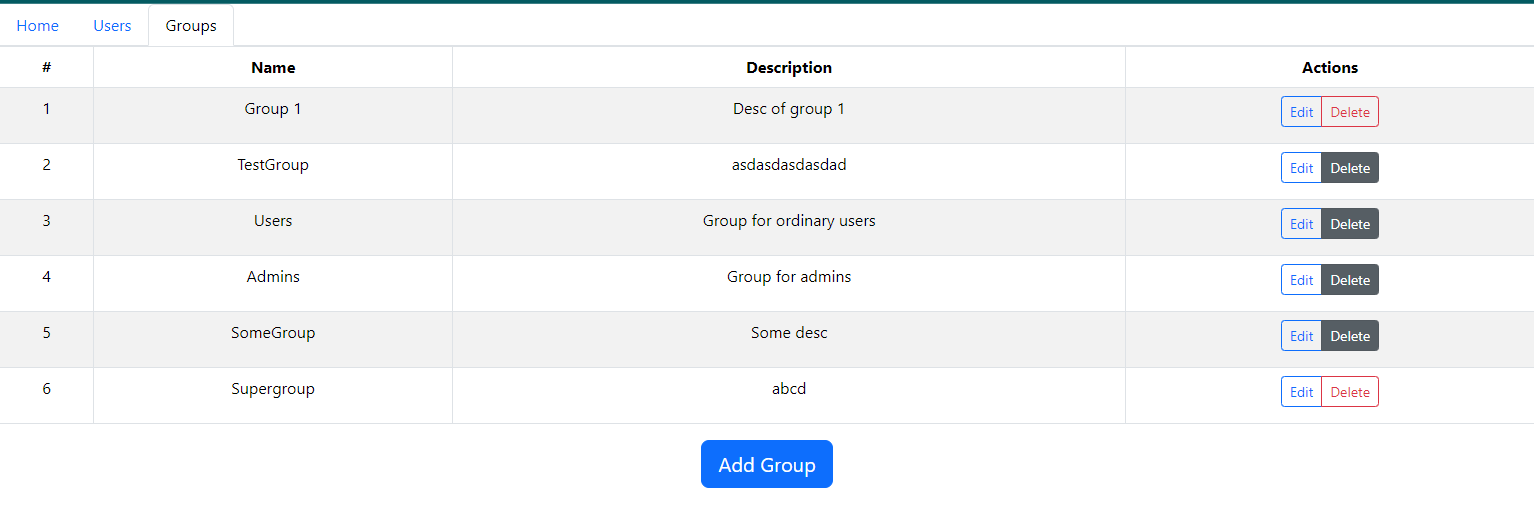 Home Users Groups
# Name Description Actions
1 Group 1 Desc of group 1 Edit Delete
2 TestGroup asdasdasdasdad Edit Delete
3 Users Group for ordinary users Edit Delete
4 Admins Group for admins Edit Delete
5 SomeGroup Some desc Edit Delete
6 Supergroup abcd Edit Delete
Add Group